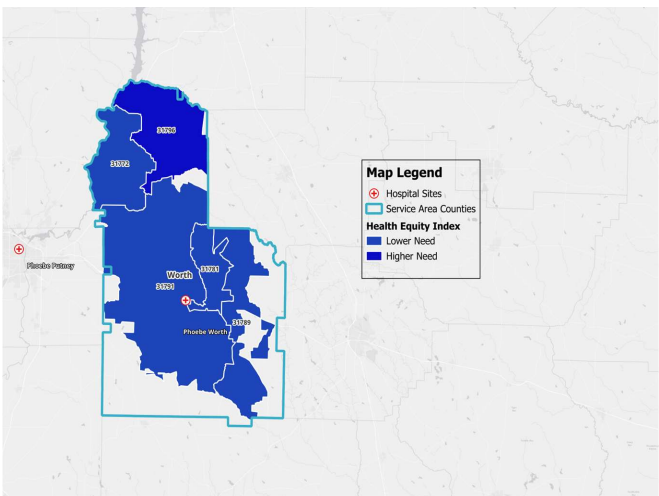 31796
31772
Map Legend
Hospital Sites
Service Area Counties
Health Equity Index
Lower Need
Higher Need
Phoebe Putney
31781
Worth
31791
Phoebe Worth
31789